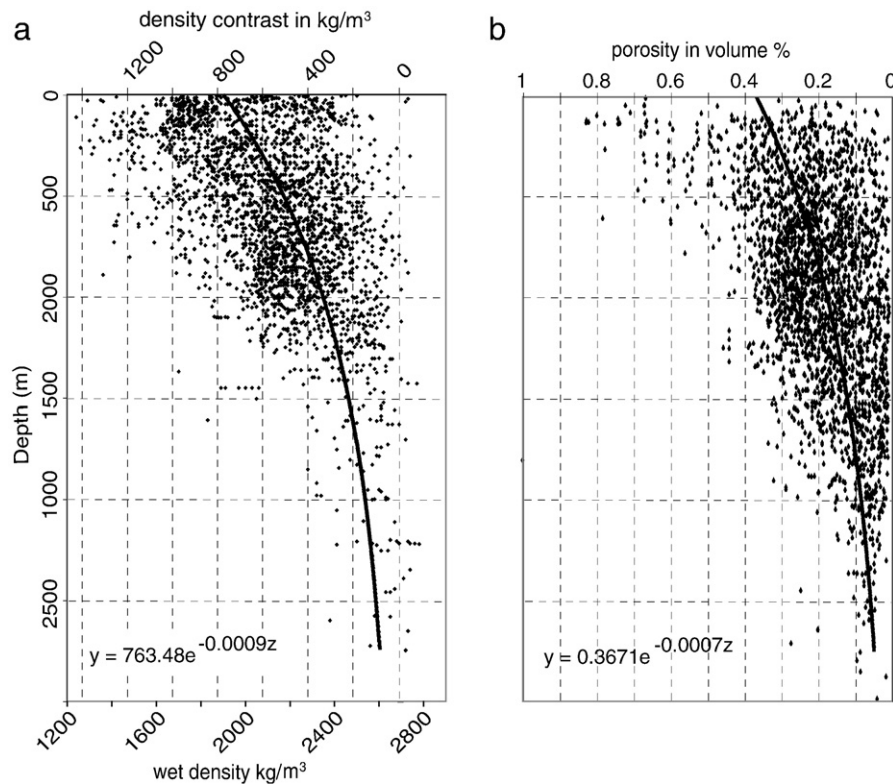 a
density contrast in kg/m³
1200 800 400 0
Depth (m)
0
500
2000
1500
1000
2500
y = 763.48e^-0.0009z
1200 1600 2000 2400 2800
wet density kg/m³
b
porosity in volume %
1 0.8 0.6 0.4 0.2 0
y = 0.3671e^-0.0007z